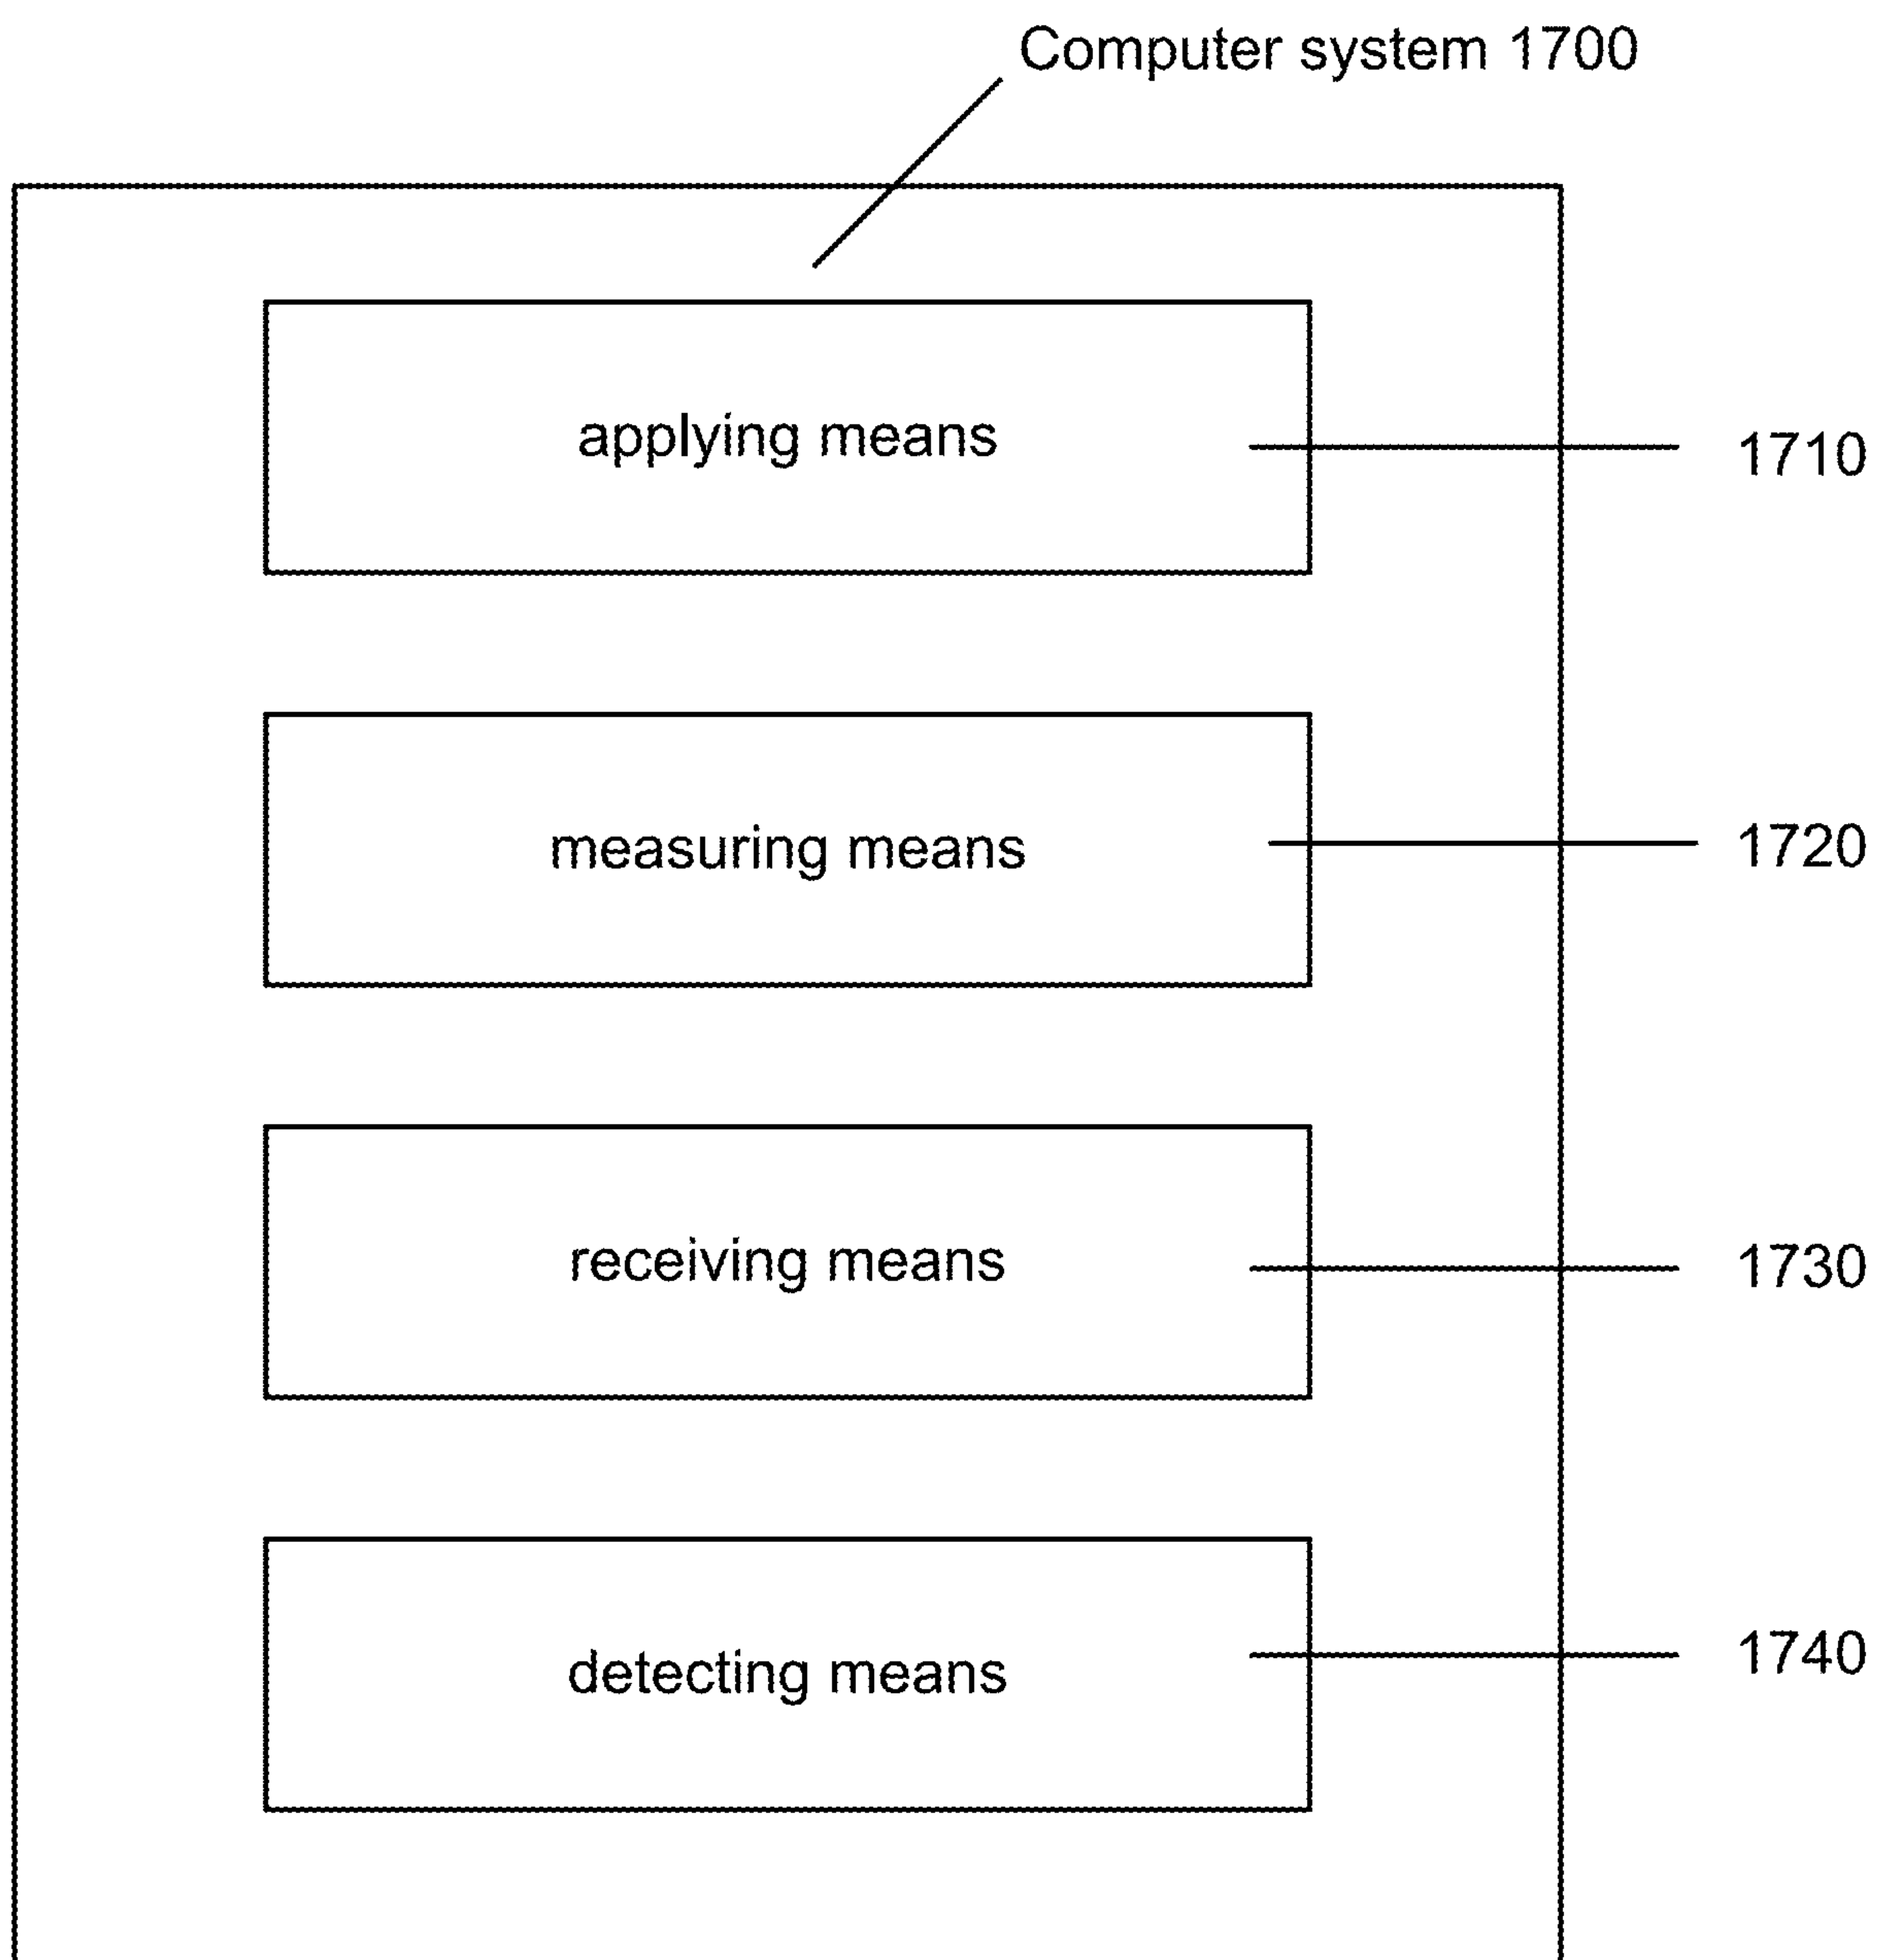 Computer system 1700
applying means
1710
measuring means
1720
receiving means
1730
detecting means
1740